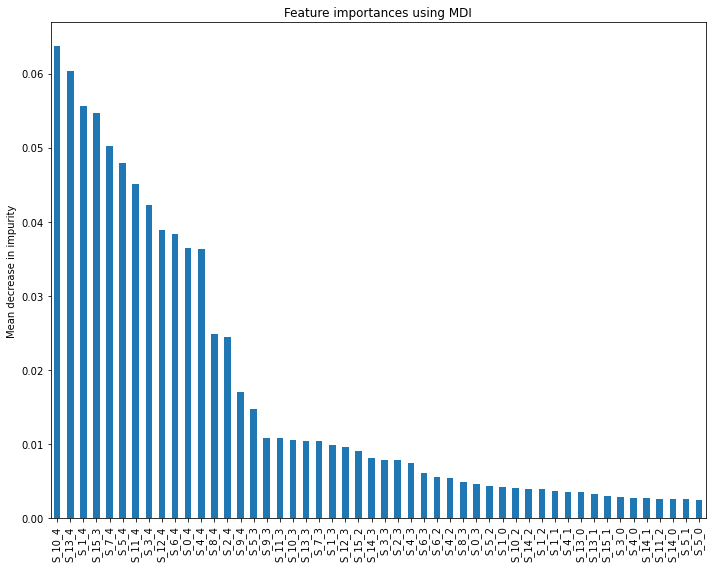 Feature importances using MDI
Mean decrease in impurity
0.06
0.05
0.04
0.03
0.02
0.01
0.00
S_10_4
S_13_4
S_1_4
S_15_3
S_7_4
S_5_4
S_11_4
S_3_4
S_12_4
S_6_4
S_0_4
S_4_4
S_8_4
S_2_4
S_9_4
S_5_3
S_9_3
S_11_3
S_10_3
S_13_3
S_7_3
S_1_3
S_12_3
S_15_2
S_14_3
S_3_3
S_2_3
S_4_3
S_6_3
S_6_2
S_4_2
S_8_3
S_0_3
S_5_2
S_1_0
S_10_2
S_14_2
S_1_2
S_1_1
S_4_1
S_13_0
S_13_1
S_15_1
S_3_0
S_4_0
S_14_1
S_11_2
S_14_0
S_5_1
S_5_0